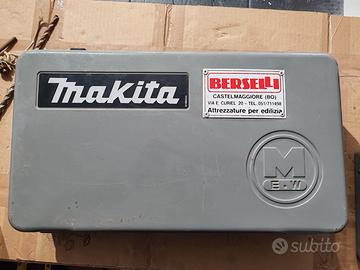 Makita
BERSELLI
CASTELMAGGIORE (BO)
VIA E. CURIEL 20 - TEL. 051/711498
Attrezzature per edilizia
M
E-W
subito